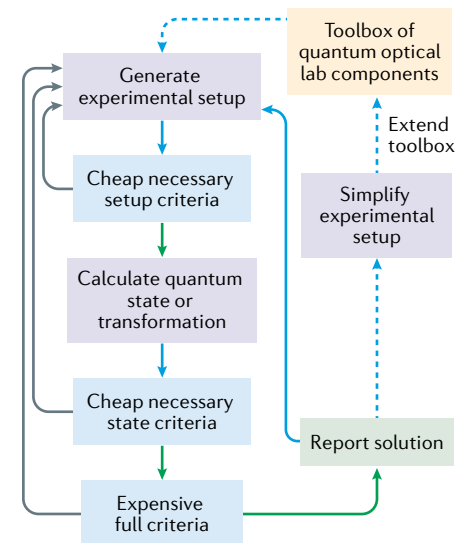 Toolbox of
quantum optical
lab components
Generate
experimental setup
Extend
toolbox
Cheap necessary
setup criteria
Simplify
experimental
setup
Calculate quantum
state or
transformation
Cheap necessary
state criteria
Report solution
Expensive
full criteria